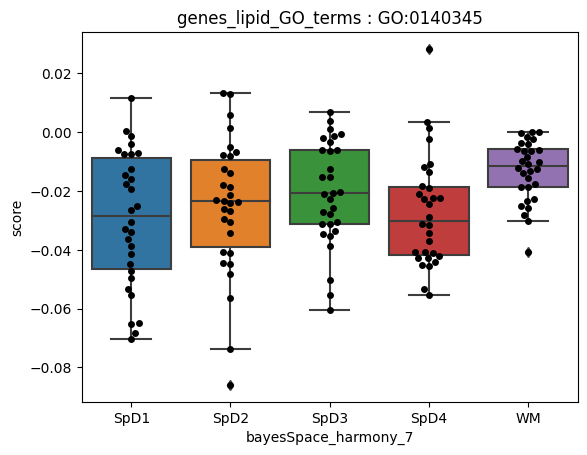 genes_lipid_GO_terms : GO:0140345
0.02
0.00
−0.02
−0.04
−0.06
−0.08
score
SpD1 SpD2 SpD3 SpD4 WM
bayesSpace_harmony_7